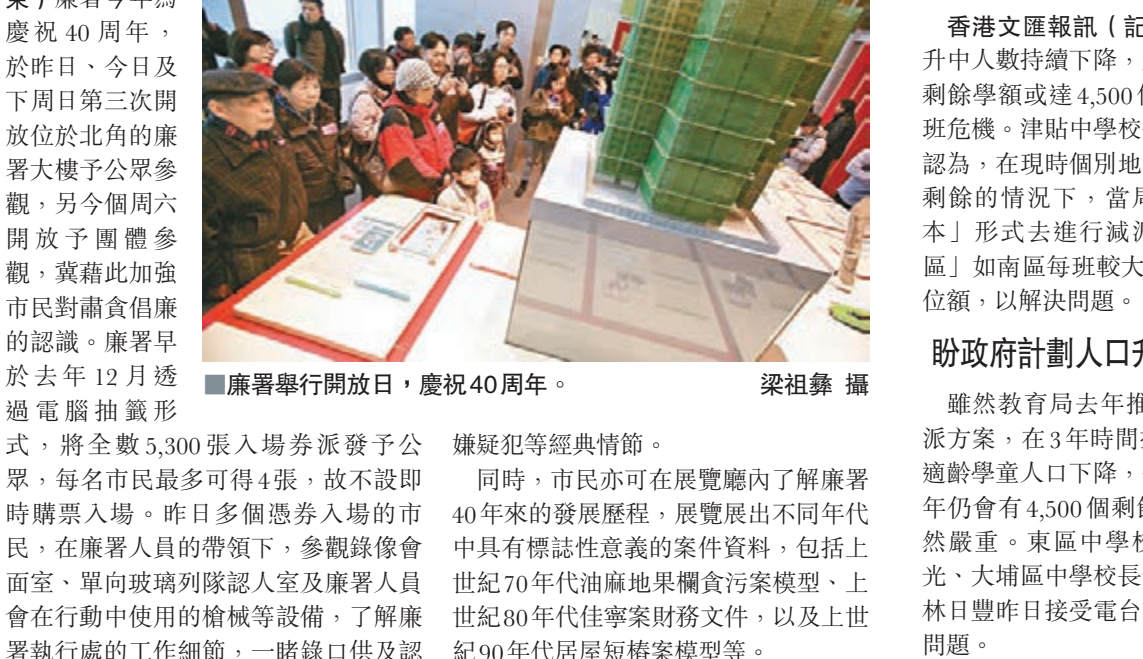 東）廉署今年為
慶祝 40 周年，
於昨日、今日及
下周日第三次開
放位於北角的廉
署大樓予公眾參
觀，另今個周六
開放予團體參
觀，冀藉此加強
市民對肅貪倡廉
的認識。廉署早
於去年 12 月透
過電腦抽籤形
式，將全數 5,300 張入場券派發予公
眾，每名市民最多可得 4 張，故不設即
時購票入場。昨日多個憑券入場的市
民，在廉署人員的帶領下，參觀錄像會
面室、單向玻璃列隊認人室及廉署人員
會在行動中使用的槍械等設備，了解廉
署執行處的工作細節，一睹錄口供及認
■廉署舉行開放日，慶祝40周年。 梁祖彝 攝
嫌疑犯等經典情節。
同時，市民亦可在展覽廳內了解廉署
40 年來的發展歷程，展覽展出不同年代
中具有標誌性意義的案件資料，包括上
世紀70年代油麻地果欄貪污案模型、上
世紀80年代佳寧案財務文件，以及上世
紀90年代居屋短樁案模型等。
香港文匯報訊（記
升中人數持續下降，
剩餘學額或達 4,500
班危機。津貼中學校
認為，在現時個別地
剩餘的情況下，當局
本」形式去進行減派
區」如南區每班較大
位額，以解決問題。
盼政府計劃人口升
雖然教育局去年推
派方案，在 3 年時間
適齡學童人口下降，
年仍會有 4,500 個剩餘
然嚴重。東區中學校
光、大埔區中學校長
林日豐昨日接受電台
問題。